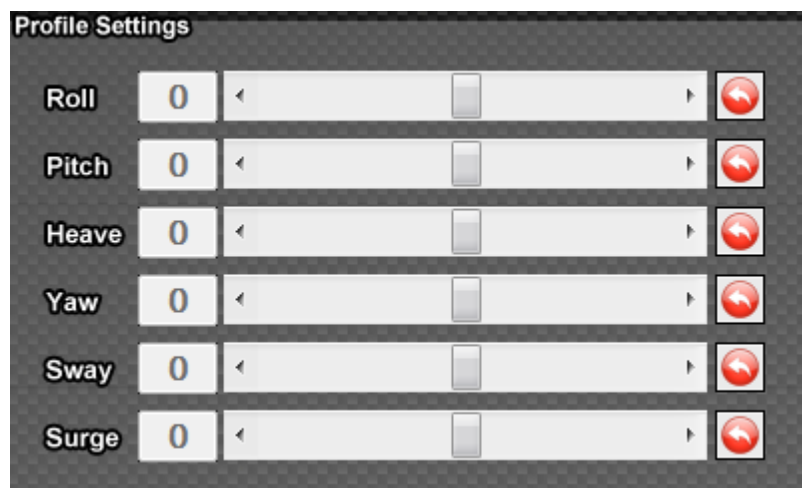 Profile Settings
Roll 0
Pitch 0
Heave 0
Yaw 0
Sway 0
Surge 0